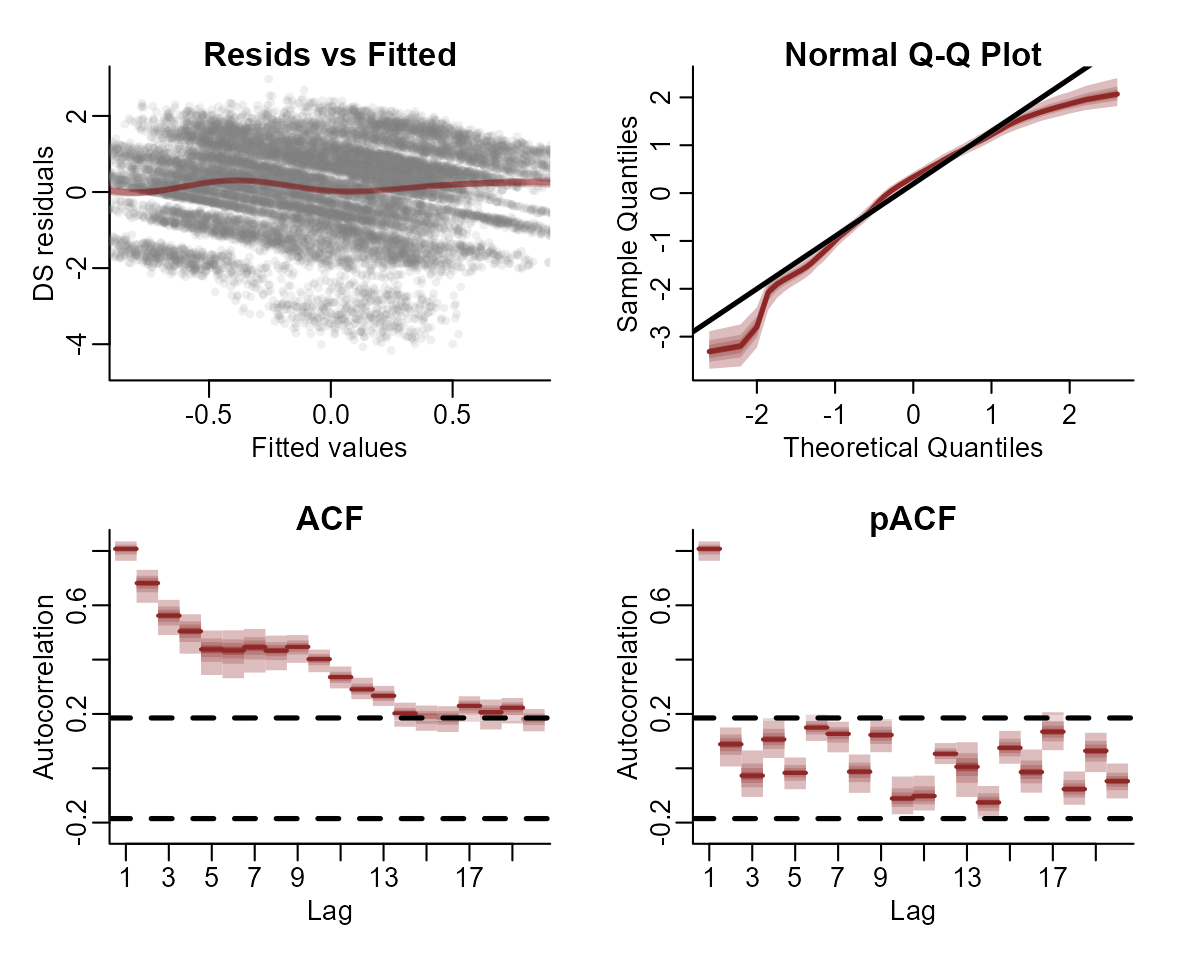 Resids vs Fitted
DS residuals
2
0
-2
-4
-0.5 0.0 0.5
Fitted values
Normal Q-Q Plot
Sample Quantiles
2
1
0
-1
-2
-3
-2 -1 0 1 2
Theoretical Quantiles
ACF
Autocorrelation
0.6
0.2
-0.2
1 3 5 7 9 13 17
Lag
pACF
Autocorrelation
0.6
0.2
-0.2
1 3 5 7 9 13 17
Lag